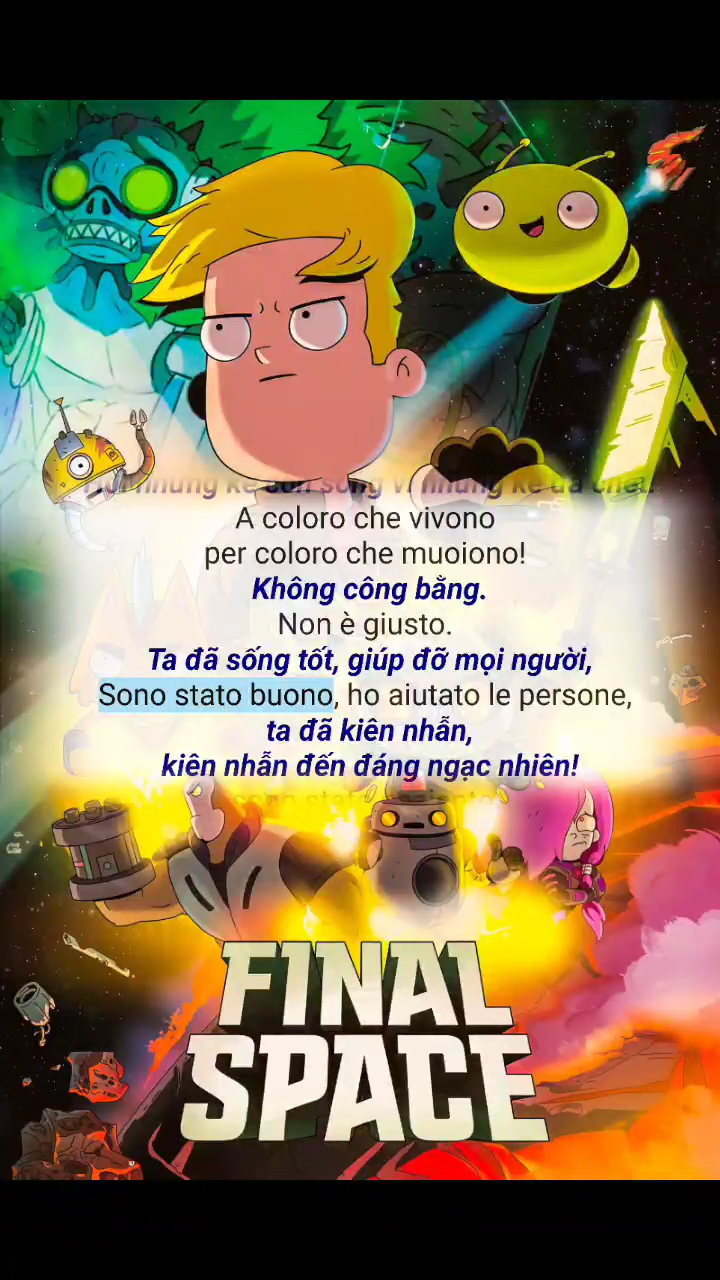 A coloro che vivono
per coloro che muoiono!
Không công bằng.
Non è giusto.
Ta đã sống tốt, giúp đỡ mọi người,
Sono stato buono, ho aiutato le persone,
ta đã kiên nhẫn,
kiên nhẫn đến đáng ngạc nhiên!
FINAL
SPACE